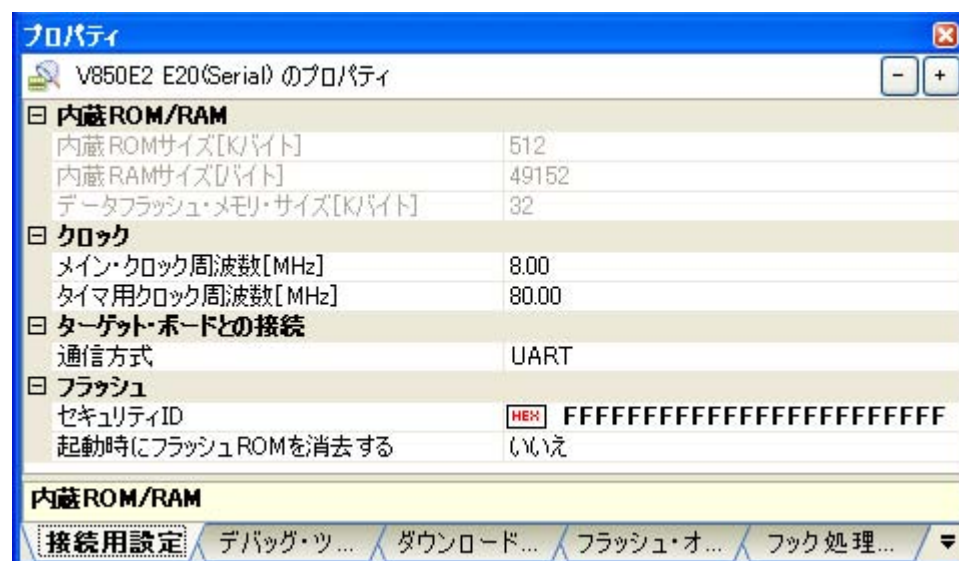 プロパティ
V850E2 E20(Serial) のプロパティ
- +
内蔵ROM/RAM
内蔵ROMサイズ[Kバイト] 512
内蔵RAMサイズ[バイト] 49152
データフラッシュ・メモリ・サイズ[Kバイト] 32
クロック
メイン・クロック周波数[MHz] 8.00
タイマ用クロック周波数[MHz] 80.00
ターゲット・ボードとの接続
通信方式 UART
フラッシュ
セキュリティID HEX FFFFFFFFFFFFFFFFFFFFFFFF
起動時にフラッシュROMを消去する いいえ
内蔵ROM/RAM
接続用設定 デバッグ・ツ... ダウンロード... フラッシュ・オ... フック処理...